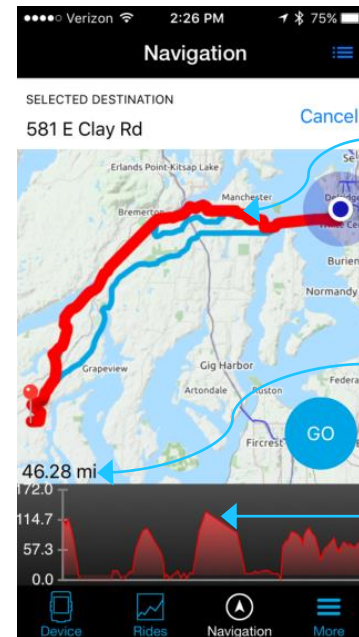 Verizon 2:26 PM 75%
Navigation
SELECTED DESTINATION
581 E Clay Rd
Cancel
Erlands Point-Kitsap Lake
Manchester
Bremerton
Burien
Normandy
Grapeview
Gig Harbor
Artondale
Ruston
Federa
Fircrest
GO
46.28 mi
172.0
114.7
57.3
0.0
Device Rides Navigation More